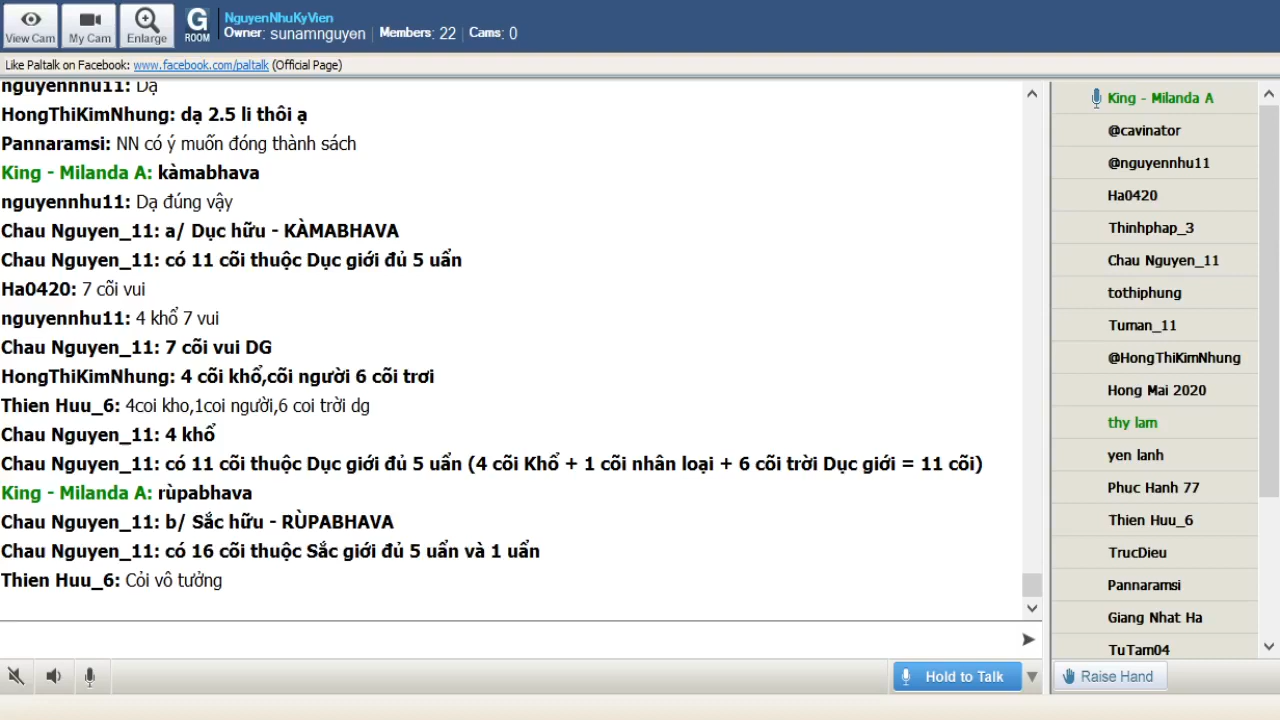 View Cam
My Cam
Enlarge
G
ROOM
NguyenNhuKyVien
Owner: sunamnguyen | Members: 22 | Cams: 0
Like Paltalk on Facebook: www.facebook.com/paltalk (Official Page)
nguyennhu11: Dạ
HongThiKimNhung: dạ 2.5 li thôi ạ
Pannaramsi: NN có ý muốn đóng thành sách
King - Milanda A: kàmabhava
nguyennhu11: Dạ đúng vậy
Chau Nguyen_11: a/ Dục hữu - KÀMABHAVA
Chau Nguyen_11: có 11 cõi thuộc Dục giới đủ 5 uẩn
Ha0420: 7 cõi vui
nguyennhu11: 4 khổ 7 vui
Chau Nguyen_11: 7 cõi vui DG
HongThiKimNhung: 4 cõi khổ,cõi người 6 cõi trơi
Thien Huu_6: 4coi kho,1coi người,6 coi trời dg
Chau Nguyen_11: 4 khổ
Chau Nguyen_11: có 11 cõi thuộc Dục giới đủ 5 uẩn (4 cõi Khổ + 1 cõi nhân loại + 6 cõi trời Dục giới = 11 cõi)
King - Milanda A: rùpabhava
Chau Nguyen_11: b/ Sắc hữu - RÙPABHAVA
Chau Nguyen_11: có 16 cõi thuộc Sắc giới đủ 5 uẩn và 1 uẩn
Thien Huu_6: Cỏi vô tưởng
King - Milanda A
@cavinator
@nguyennhu11
Ha0420
Thinhphap_3
Chau Nguyen_11
tothiphung
Tuman_11
@HongThiKimNhung
Hong Mai 2020
thy lam
yen lanh
Phuc Hanh 77
Thien Huu_6
TrucDieu
Pannaramsi
Giang Nhat Ha
TuTam04
Hold to Talk
Raise Hand